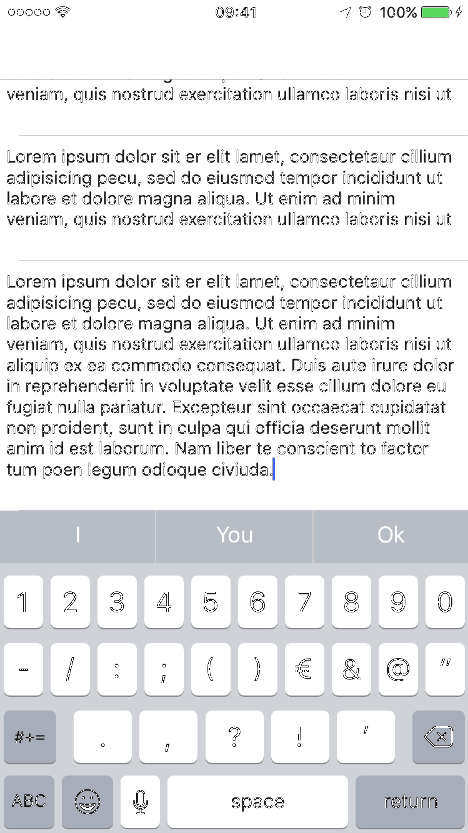 09:41
100%
veniam, quis nostrud exercitation ullamco laboris nisi ut
Lorem ipsum dolor sit er elit lamet, consectetaur cillium
adipisicing pecu, sed do eiusmod tempor incididunt ut
labore et dolore magna aliqua. Ut enim ad minim
veniam, quis nostrud exercitation ullamco laboris nisi ut
Lorem ipsum dolor sit er elit lamet, consectetaur cillium
adipisicing pecu, sed do eiusmod tempor incididunt ut
labore et dolore magna aliqua. Ut enim ad minim
veniam, quis nostrud exercitation ullamco laboris nisi ut
aliquip ex ea commodo consequat. Duis aute irure dolor
in reprehenderit in voluptate velit esse cillum dolore eu
fugiat nulla pariatur. Excepteur sint occaecat cupidatat
non proident, sunt in culpa qui officia deserunt mollit
anim id est laborum. Nam liber te conscient to factor
tum poen legum odioque civiuda.
I You Ok
1 2 3 4 5 6 7 8 9 0
- / : ; ( ) € & @ "
#+= . , ? ! '
ABC space return